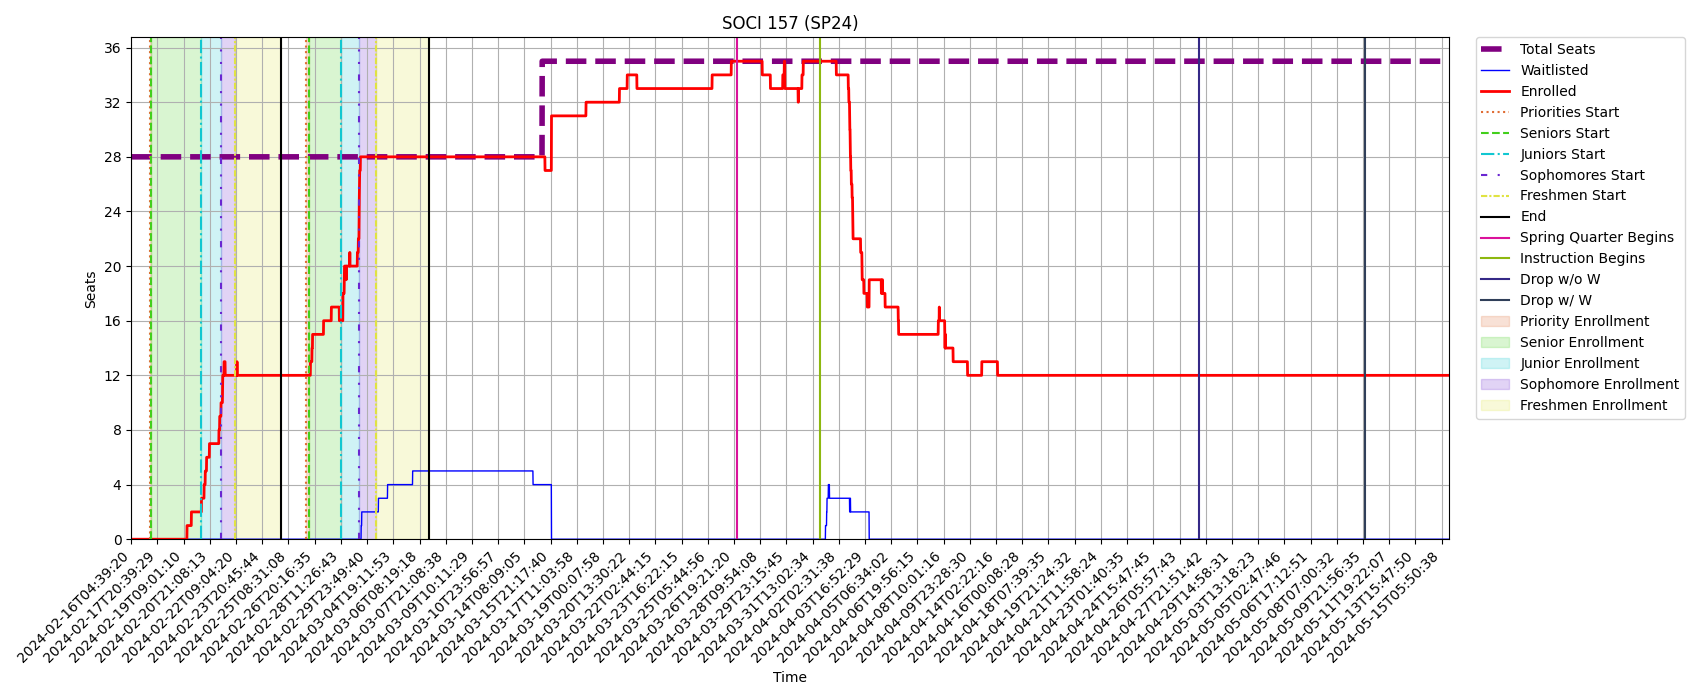 SOCI 157 (SP24)
Seats
36
32
28
24
20
16
12
8
4
0
2024-02-16T04:39:20
2024-02-17T20:39:29
2024-02-19T09:01:10
2024-02-20T21:08:13
2024-02-22T09:04:20
2024-02-23T20:45:44
2024-02-25T08:31:08
2024-02-26T20:16:35
2024-02-28T11:26:43
2024-02-29T23:49:40
2024-03-04T19:11:53
2024-03-06T08:19:18
2024-03-07T21:08:38
2024-03-09T10:11:29
2024-03-10T23:56:57
2024-03-14T08:09:05
2024-03-15T21:17:40
2024-03-17T11:03:58
2024-03-19T00:07:58
2024-03-20T13:30:22
2024-03-22T02:44:15
2024-03-23T16:22:15
2024-03-25T05:44:56
2024-03-26T19:21:20
2024-03-28T09:54:08
2024-03-29T23:15:45
2024-03-31T13:02:34
2024-04-02T02:31:38
2024-04-03T16:52:29
2024-04-05T06:34:02
2024-04-06T19:56:15
2024-04-08T10:01:16
2024-04-09T23:28:30
2024-04-14T02:22:16
2024-04-16T00:08:28
2024-04-18T07:39:35
2024-04-19T21:24:32
2024-04-21T11:58:24
2024-04-23T01:40:35
2024-04-24T15:47:45
2024-04-26T05:57:43
2024-04-27T21:51:42
2024-04-29T14:58:31
2024-05-03T13:18:23
2024-05-05T02:47:46
2024-05-06T17:12:51
2024-05-08T07:00:32
2024-05-09T21:56:35
2024-05-11T19:22:07
2024-05-13T15:47:50
2024-05-15T05:50:38
Time
Total Seats
Waitlisted
Enrolled
Priorities Start
Seniors Start
Juniors Start
Sophomores Start
Freshmen Start
End
Spring Quarter Begins
Instruction Begins
Drop w/o W
Drop w/ W
Priority Enrollment
Senior Enrollment
Junior Enrollment
Sophomore Enrollment
Freshmen Enrollment